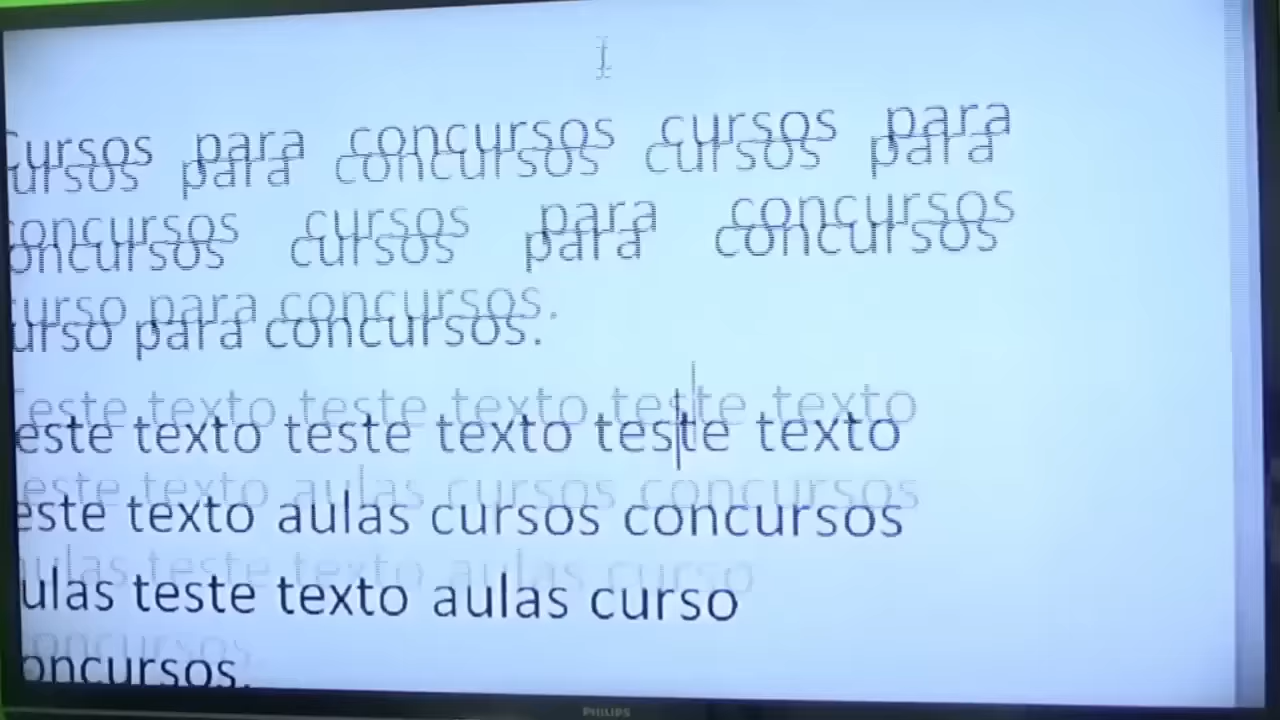 Cursos para concursos cursos para
concursos cursos para concursos
curso para concursos.
Teste texto teste texto teste texto
teste texto aulas cursos concursos
aulas teste texto aulas curso
concursos.
PHILIPS